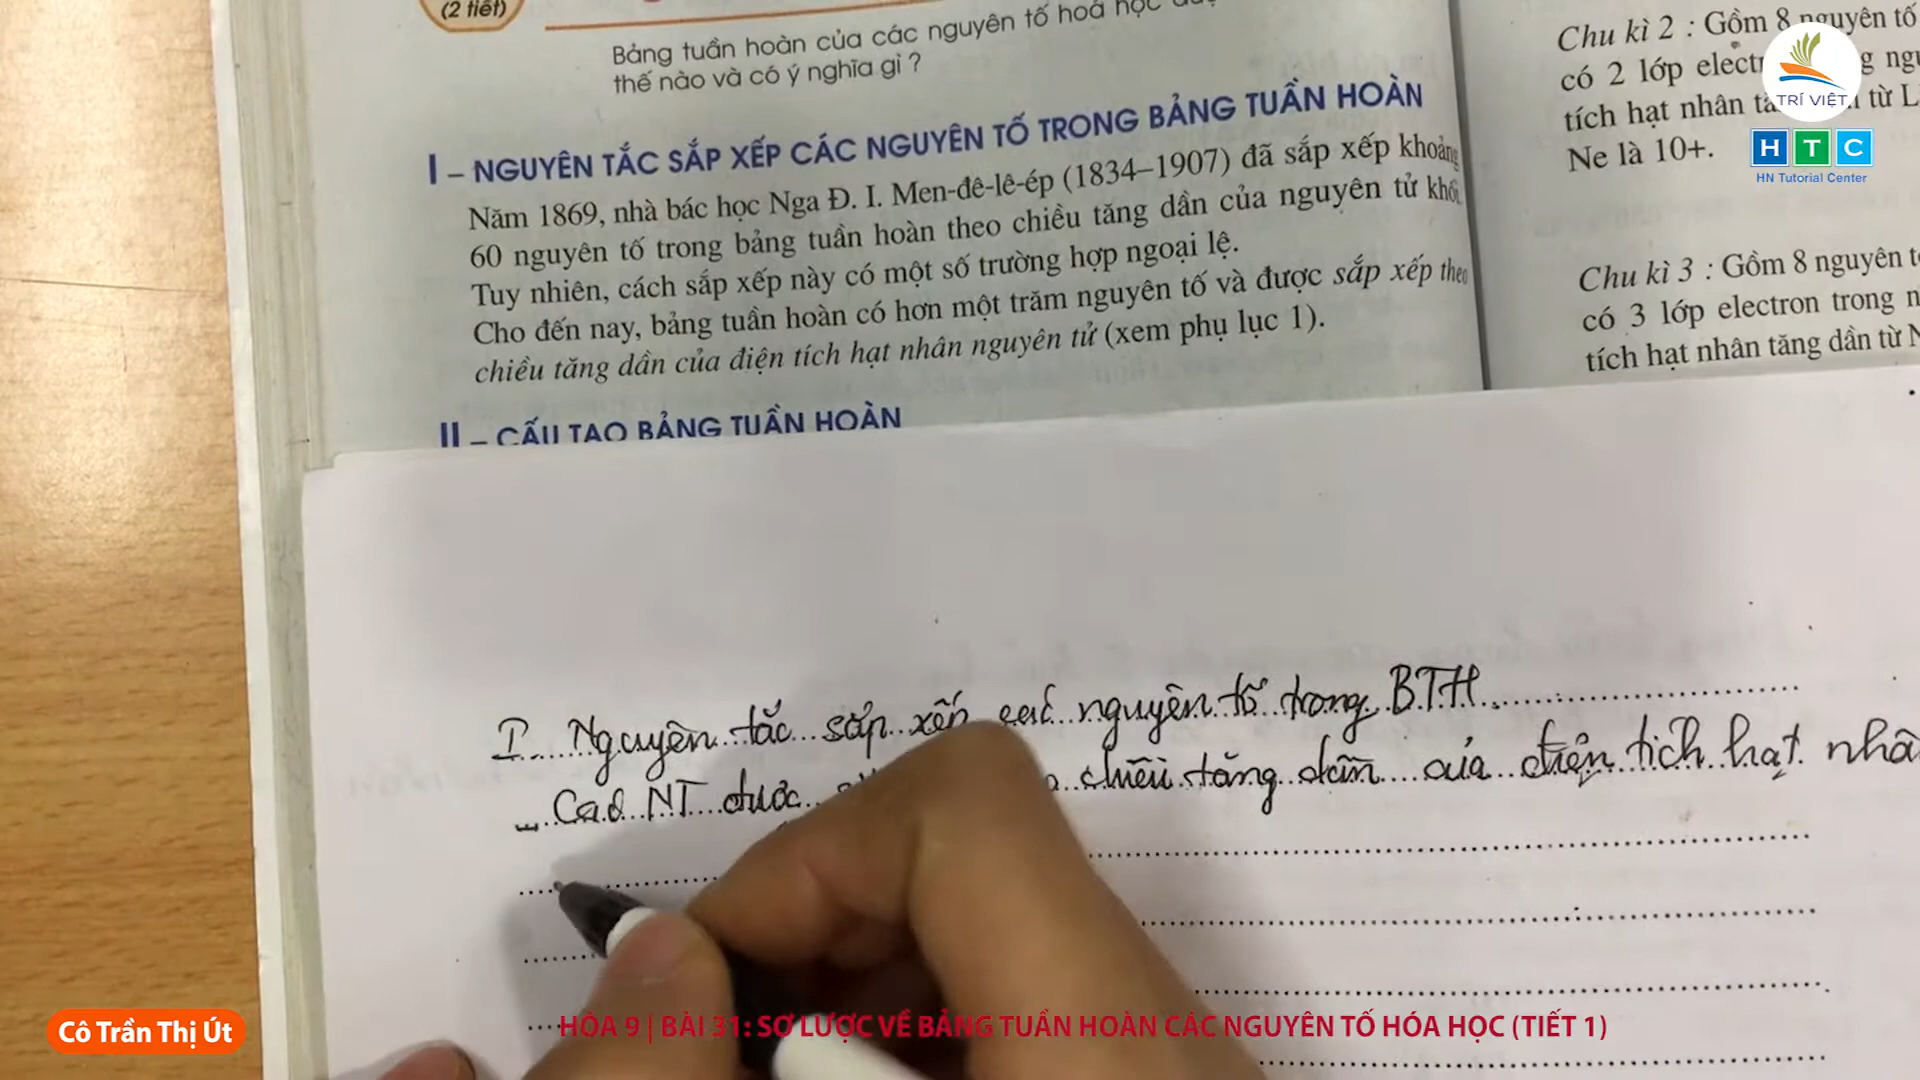 (2 tiết)
Bảng tuần hoàn của các nguyên tố hoá học
thế nào và có ý nghĩa gì ?
I – NGUYÊN TẮC SẮP XẾP CÁC NGUYÊN TỐ TRONG BẢNG TUẦN HOÀN
Năm 1869, nhà bác học Nga Đ. I. Men-đê-lê-ép (1834–1907) đã sắp xếp khoảng
60 nguyên tố trong bảng tuần hoàn theo chiều tăng dần của nguyên tử khối.
Tuy nhiên, cách sắp xếp này có một số trường hợp ngoại lệ.
Cho đến nay, bảng tuần hoàn có hơn một trăm nguyên tố và được sắp xếp theo
chiều tăng dần của điện tích hạt nhân nguyên tử (xem phụ lục 1).
II – CẤU TẠO BẢNG TUẦN HOÀN
Chu kì 2 : Gồm 8 nguyên tố
có 2 lớp
tích hạt nhân từ
Ne là 10+.
Chu kì 3 : Gồm 8 nguyên
có 3 lớp electron trong
tích hạt nhân tăng dần từ
TRÍ VIỆT
HTC
HN Tutorial Center
I. Nguyên tắc sắp xếp các nguyên tố trong BTH
- Các NT được chiều tăng dần của điện tích hạt
Cô Trần Thị Út
HÓA 9 | BÀI 31: SƠ LƯỢC VỀ BẢNG TUẦN HOÀN CÁC NGUYÊN TỐ HÓA HỌC (TIẾT 1)